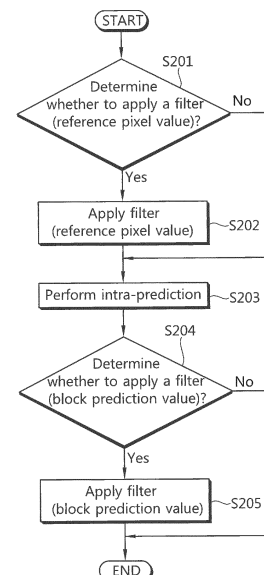 START
S201
Determine
whether to apply a filter
(reference pixel value)?
No
Yes
Apply filter
(reference pixel value)
S202
Perform intra-prediction
S203
S204
Determine
whether to apply a filter
(block prediction value)?
No
Yes
Apply filter
(block prediction value)
S205
END